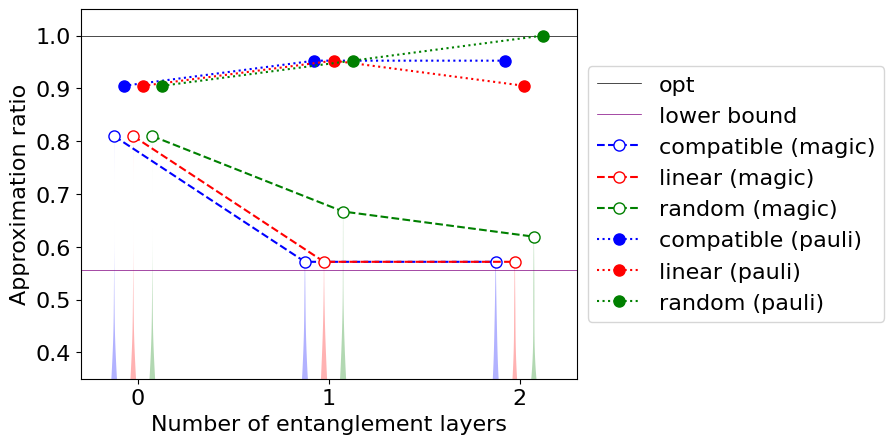 1.0
0.9
0.8
0.7
0.6
0.5
0.4
Approximation ratio
0 1 2
Number of entanglement layers
opt
lower bound
compatible (magic)
linear (magic)
random (magic)
compatible (pauli)
linear (pauli)
random (pauli)